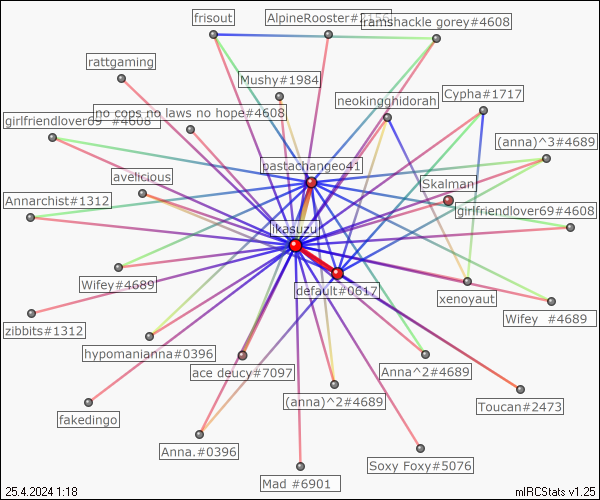 frisout
AlpineRooster#2156
ramshackle gorey#4608
rattgaming
Mushy#1984
neokingghidorah
Cypha#1717
no cops no laws no hope#4608
girlfriendlover69 #4608
(anna)^3#4689
pastachangeo41
avelicious
Skalman
Annarchist#1312
girlfriendlover69#4608
likasuzu
Wifey#4689
default#0617
xenoyaut
zibbits#1312
Wifey #4689
hypomanianna#0396
ace deucy#7097
Anna^2#4689
(anna)^2#4689
Toucan#2473
fakedingo
Anna.#0396
Soxy Foxy#5076
Mad #6901
25.4.2024 1:18
mIRCStats v1.25